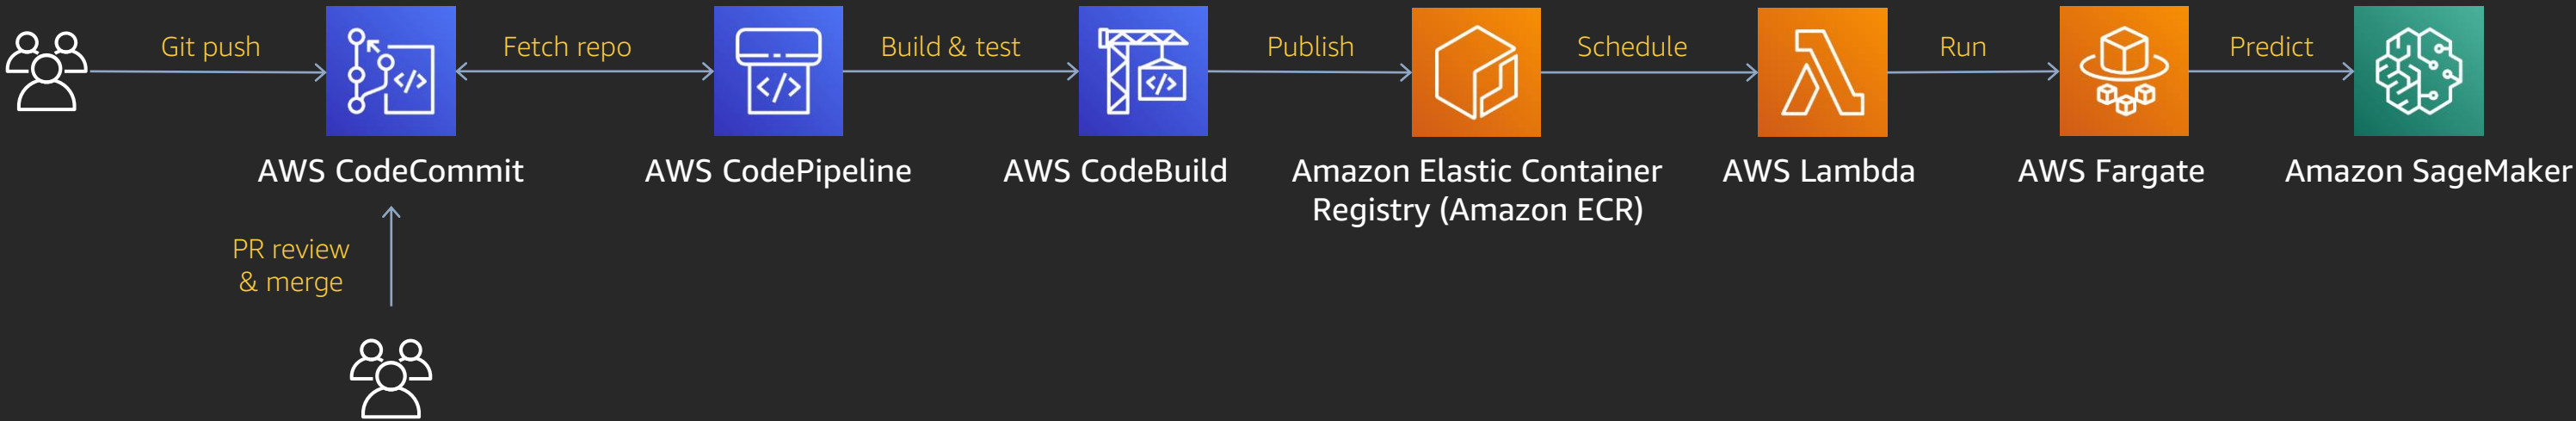 Git push
Fetch repo
Build & test
Publish
Schedule
Run
Predict
</>
</>
</>
AWS CodeCommit
AWS CodePipeline
AWS CodeBuild
Amazon Elastic Container
Registry (Amazon ECR)
AWS Lambda
AWS Fargate
Amazon SageMaker
PR review
& merge